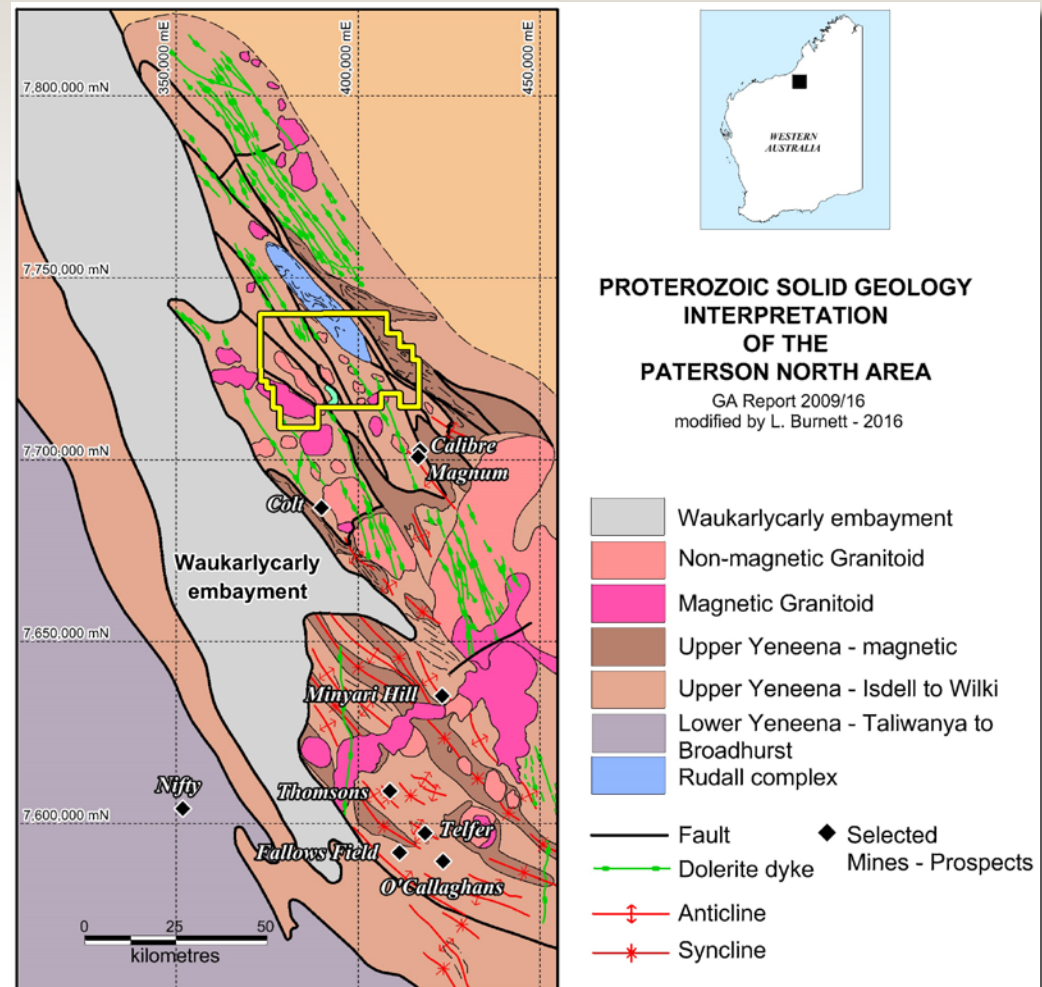 350,000 mE
400,000 mE
450,000 mE
7,800,000 mN
7,750,000 mN
7,700,000 mN
7,650,000 mN
7,600,000 mN
Calibre
Magnum
Colt
Waukarlycarly
embayment
Minyari Hill
Nifty
Thomsons
Telfer
Fallows Field
O'Callaghans
0 25 50
kilometres
WESTERN
AUSTRALIA
PROTEROZOIC SOLID GEOLOGY
INTERPRETATION
OF THE
PATERSON NORTH AREA
GA Report 2009/16
modified by L. Burnett - 2016
Waukarlycarly embayment
Non-magnetic Granitoid
Magnetic Granitoid
Upper Yeneena - magnetic
Upper Yeneena - Isdell to Wilki
Lower Yeneena - Taliwanya to
Broadhurst
Rudall complex
Fault
Dolerite dyke
Anticline
Syncline
Selected
Mines - Prospects